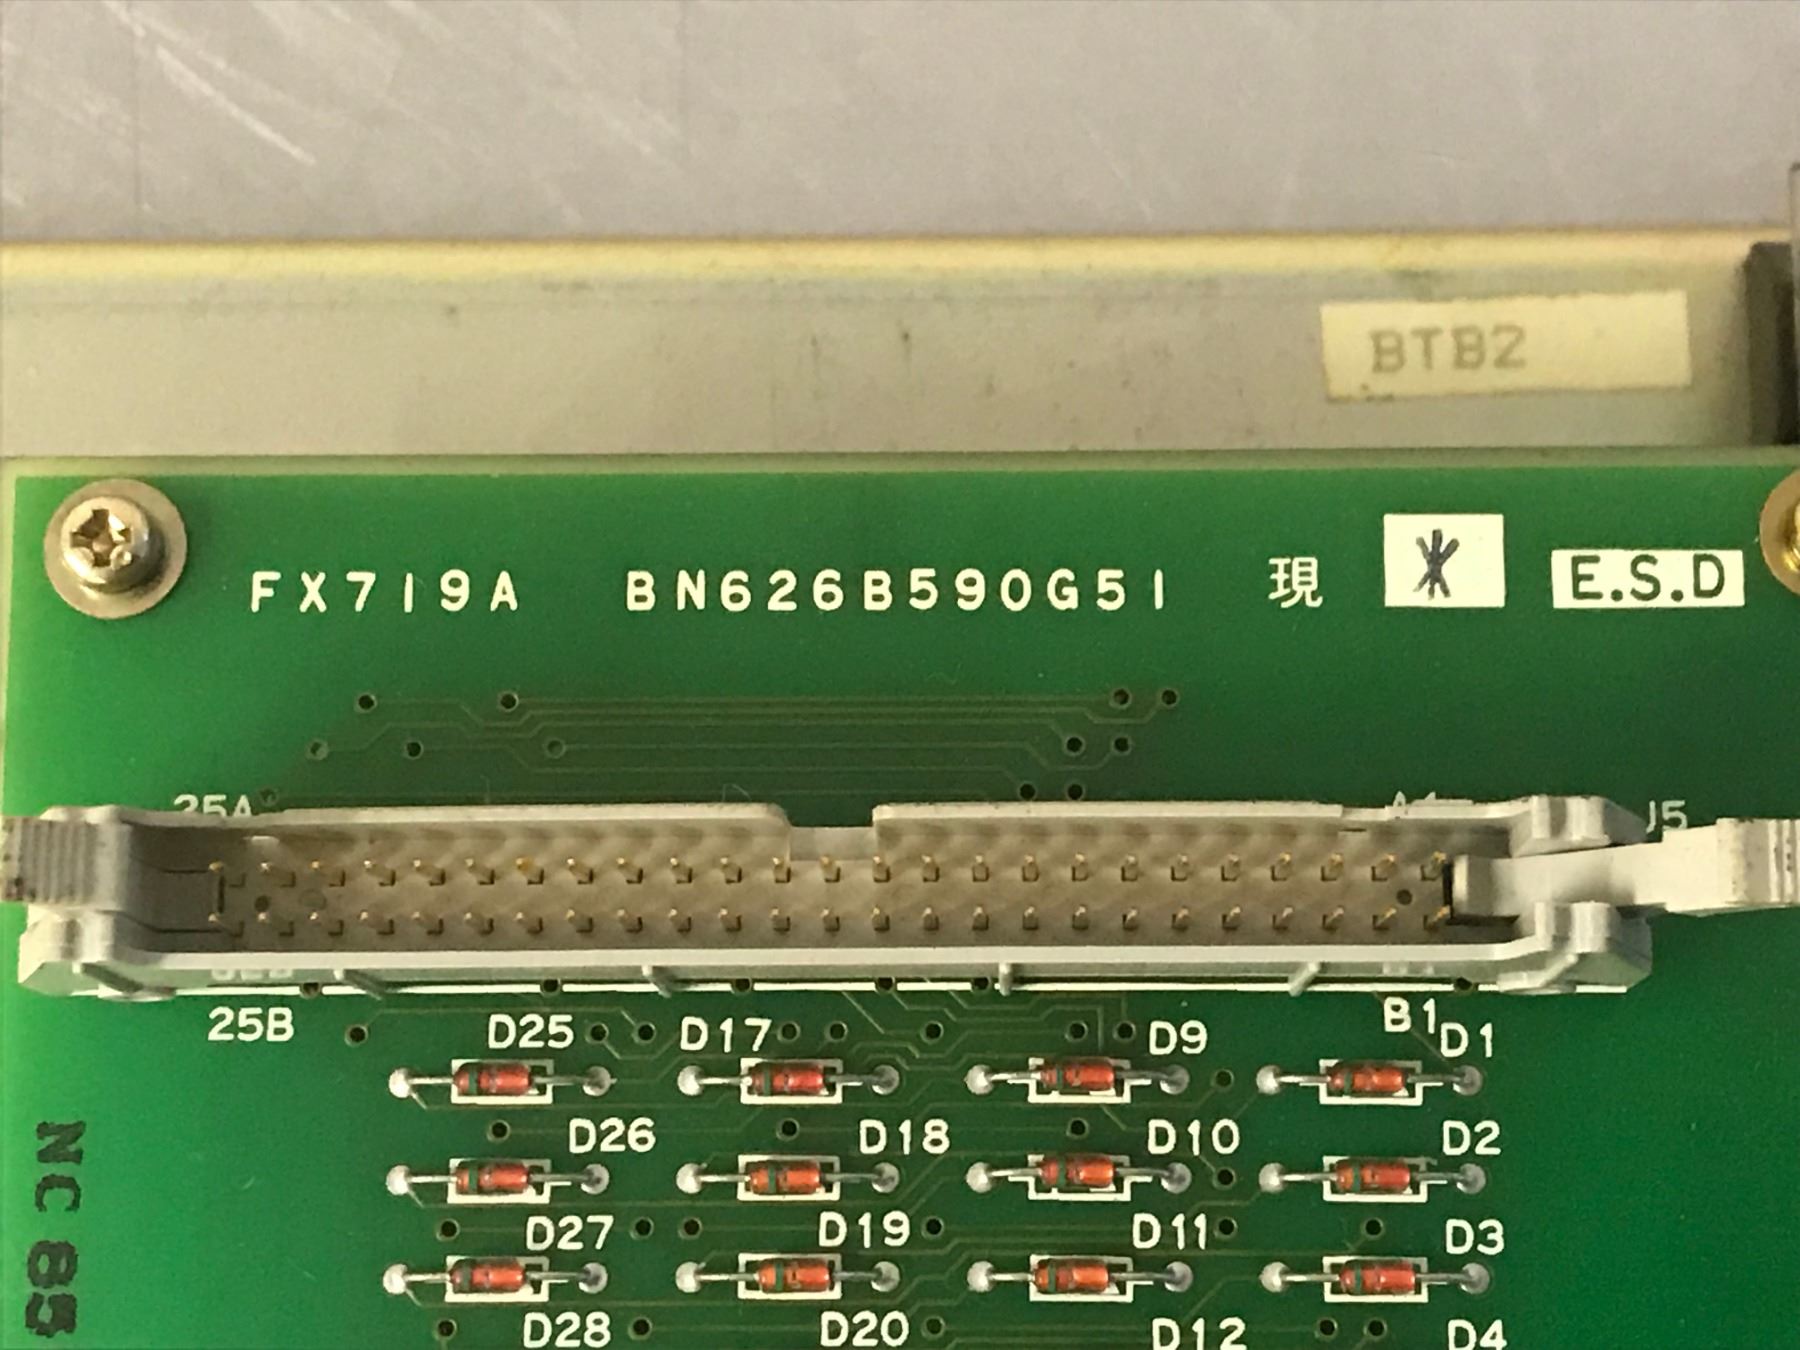 BTB2
FX719A BN626B590G51 現 E.S.D
25A J5
25B B1
D25 D17 D9 D1
D26 D18 D10 D2
D27 D19 D11 D3
D28 D20 D12 D4
NC 85